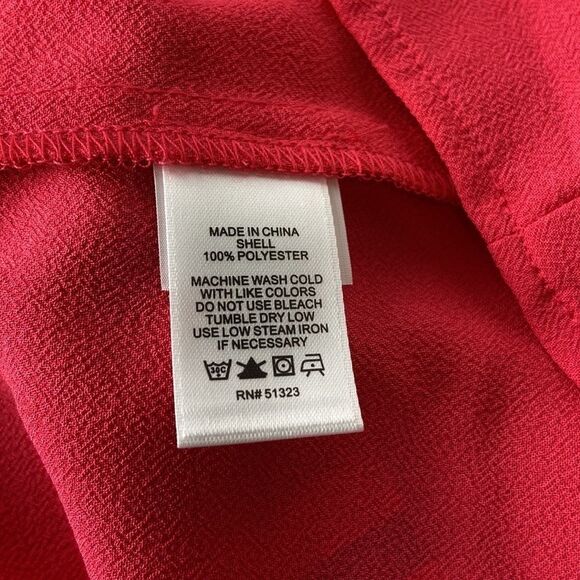 MADE IN CHINA
SHELL
100% POLYESTER
MACHINE WASH COLD
WITH LIKE COLORS
DO NOT USE BLEACH
TUMBLE DRY LOW
USE LOW STEAM IRON
IF NECESSARY
30C
RN# 51323